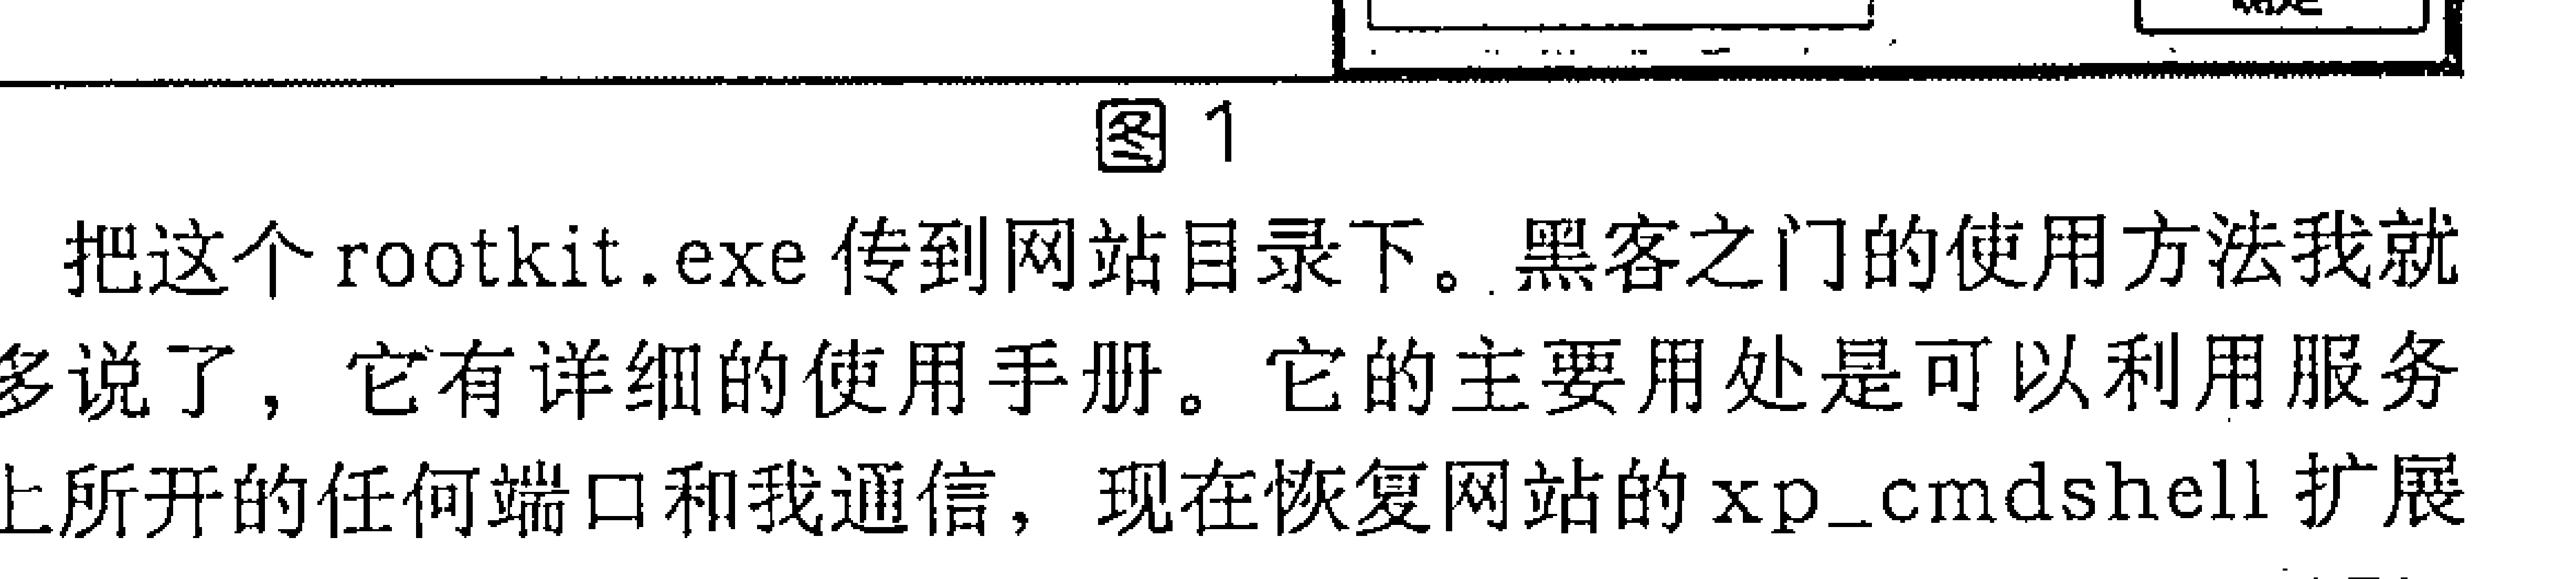 图 1
把这个 rootkit.exe 传到网站目录下。黑客之门的使用方法我就
多说了，它有详细的使用手册。它的主要用处是可以利用服务
上所开的任何端口和我通信，现在恢复网站的 xp_cmdshell 扩展